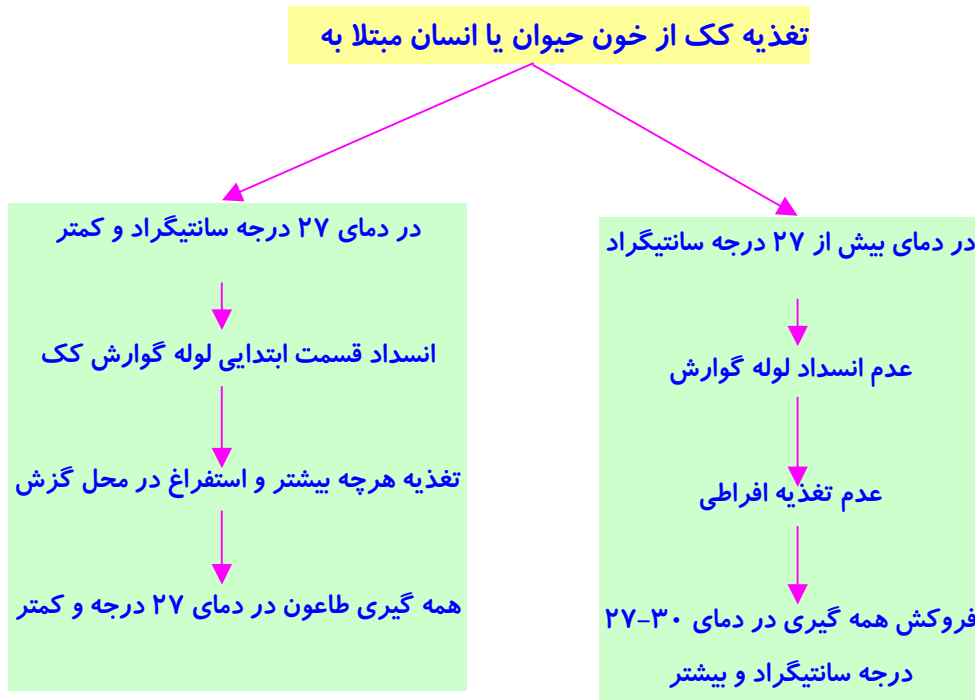 تغذیه کک از خون حیوان یا انسان مبتلا به
در دمای ۲۷ درجه سانتیگراد و کمتر
انسداد قسمت ابتدایی لوله گوارش کک
تغذیه هرچه بیشتر و استفراغ در محل گزش
همه گیری طاعون در دمای ۲۷ درجه و کمتر
در دمای بیش از ۲۷ درجه سانتیگراد
عدم انسداد لوله گوارش
عدم تغذیه افراطی
فروکش همه گیری در دمای ۳۰-۲۷
درجه سانتیگراد و بیشتر